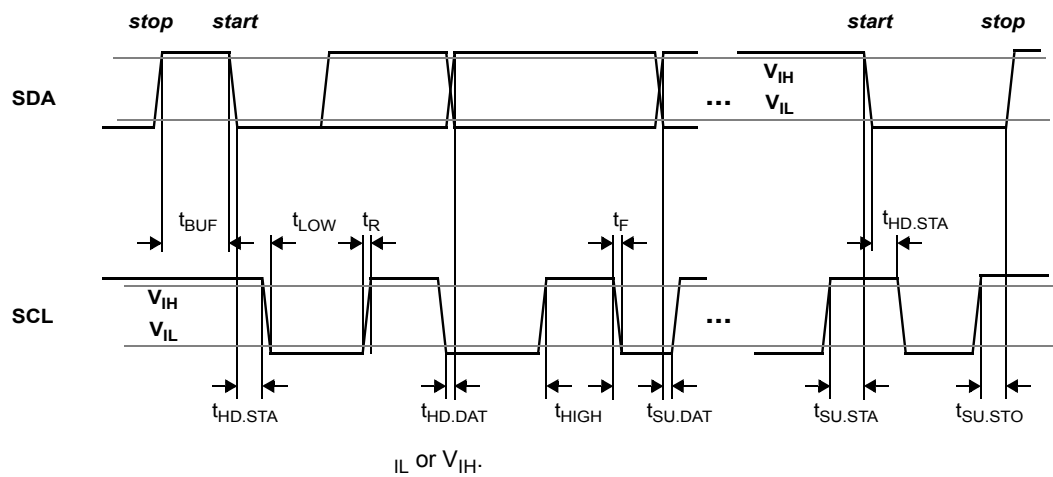 stop start start stop
SDA VIH
VIL
...
tBUF tLOW tR tF tHD.STA
SCL VIH
VIL
...
tHD.STA tHD.DAT tHIGH tSU.DAT tSU.STA tSU.STO
IL or VIH.